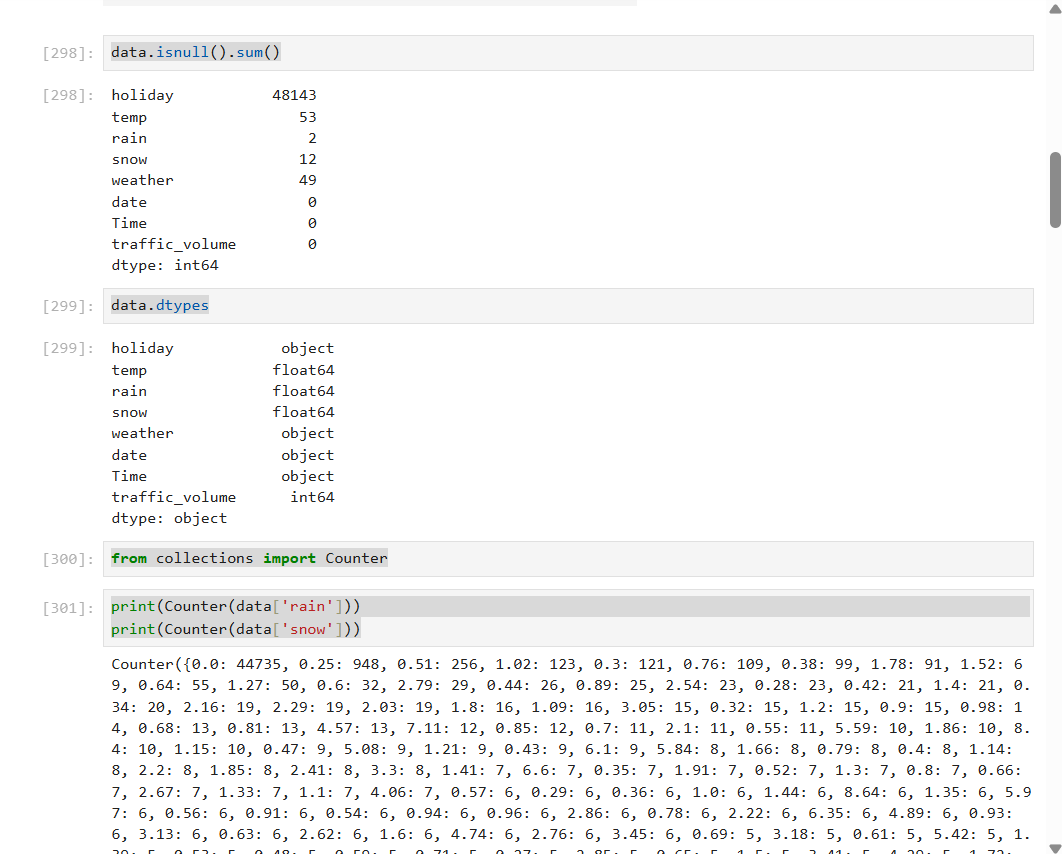 [298]: data.isnull().sum()
[298]: holiday 48143
temp 53
rain 2
snow 12
weather 49
date 0
Time 0
traffic_volume 0
dtype: int64
[299]: data.dtypes
[299]: holiday object
temp float64
rain float64
snow float64
weather object
date object
Time object
traffic_volume int64
dtype: object
[300]: from collections import Counter
[301]: print(Counter(data['rain']))
print(Counter(data['snow']))
Counter({0.0: 44735, 0.25: 948, 0.51: 256, 1.02: 123, 0.3: 121, 0.76: 109, 0.38: 99, 1.78: 91, 1.52: 6
9, 0.64: 55, 1.27: 50, 0.6: 32, 2.79: 29, 0.44: 26, 0.89: 25, 2.54: 23, 0.28: 23, 0.42: 21, 1.4: 21, 0.
34: 20, 2.16: 19, 2.29: 19, 2.03: 19, 1.8: 16, 1.09: 16, 3.05: 15, 0.32: 15, 1.2: 15, 0.9: 15, 0.98: 1
4, 0.68: 13, 0.81: 13, 4.57: 13, 7.11: 12, 0.85: 12, 0.7: 11, 2.1: 11, 0.55: 11, 5.59: 10, 1.86: 10, 8.
4: 10, 1.15: 10, 0.47: 9, 5.08: 9, 1.21: 9, 0.43: 9, 6.1: 9, 5.84: 8, 1.66: 8, 0.79: 8, 0.4: 8, 1.14:
8, 2.2: 8, 1.85: 8, 2.41: 8, 3.3: 8, 1.41: 7, 6.6: 7, 0.35: 7, 1.91: 7, 0.52: 7, 1.3: 7, 0.8: 7, 0.66:
7, 2.67: 7, 1.33: 7, 1.1: 7, 4.06: 7, 0.57: 6, 0.29: 6, 0.36: 6, 1.0: 6, 1.44: 6, 8.64: 6, 1.35: 6, 5.9
7: 6, 0.56: 6, 0.91: 6, 0.54: 6, 0.94: 6, 0.96: 6, 2.86: 6, 0.78: 6, 2.22: 6, 6.35: 6, 4.89: 6, 0.93:
6, 3.13: 6, 0.63: 6, 2.62: 6, 1.6: 6, 4.74: 6, 2.76: 6, 3.45: 6, 0.69: 5, 3.18: 5, 0.61: 5, 5.42: 5, 1.